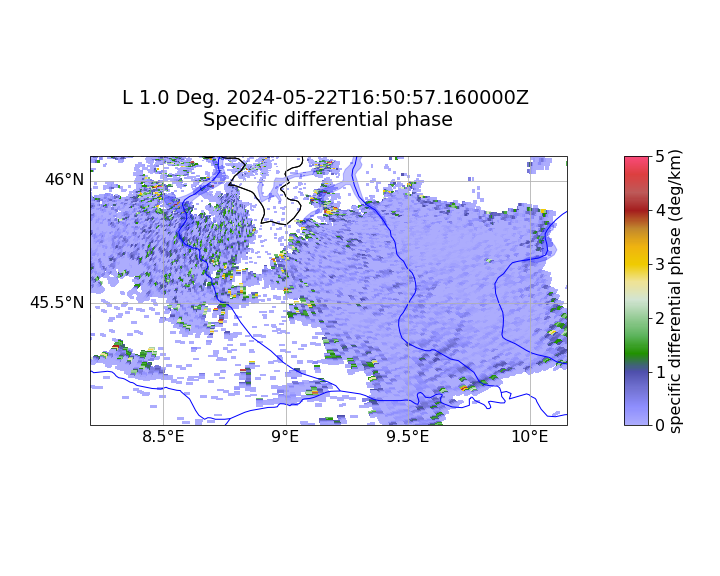 L 1.0 Deg. 2024-05-22T16:50:57.160000Z
Specific differential phase
46°N
45.5°N
8.5°E
9°E
9.5°E
10°E
5
4
3
2
1
0
specific differential phase (deg/km)